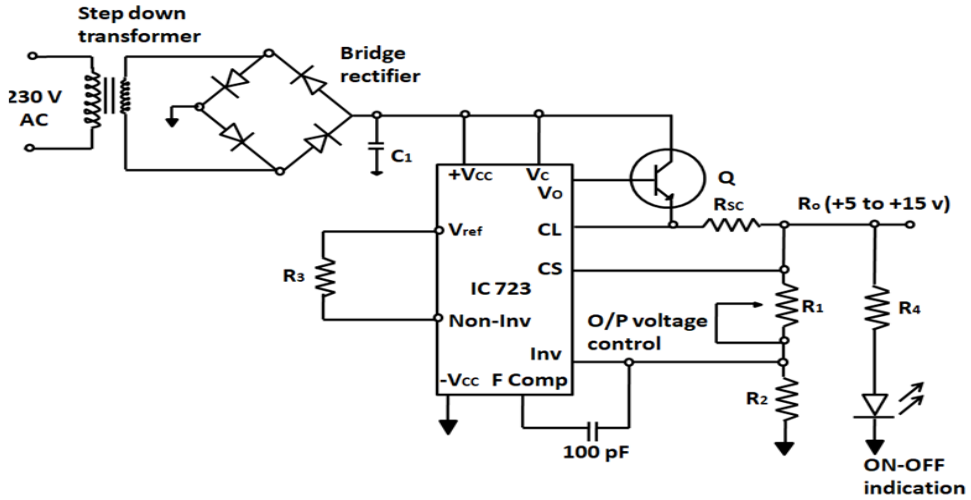 Step down
transformer
Bridge
rectifier
230 V
AC
C1
+VCC
VC
VO
Q
RSC
Ro (+5 to +15 v)
Vref
CL
CS
R3
IC 723
Non-Inv
O/P voltage
control
R1
R4
Inv
-VCC
F Comp
R2
100 pF
ON-OFF
indication